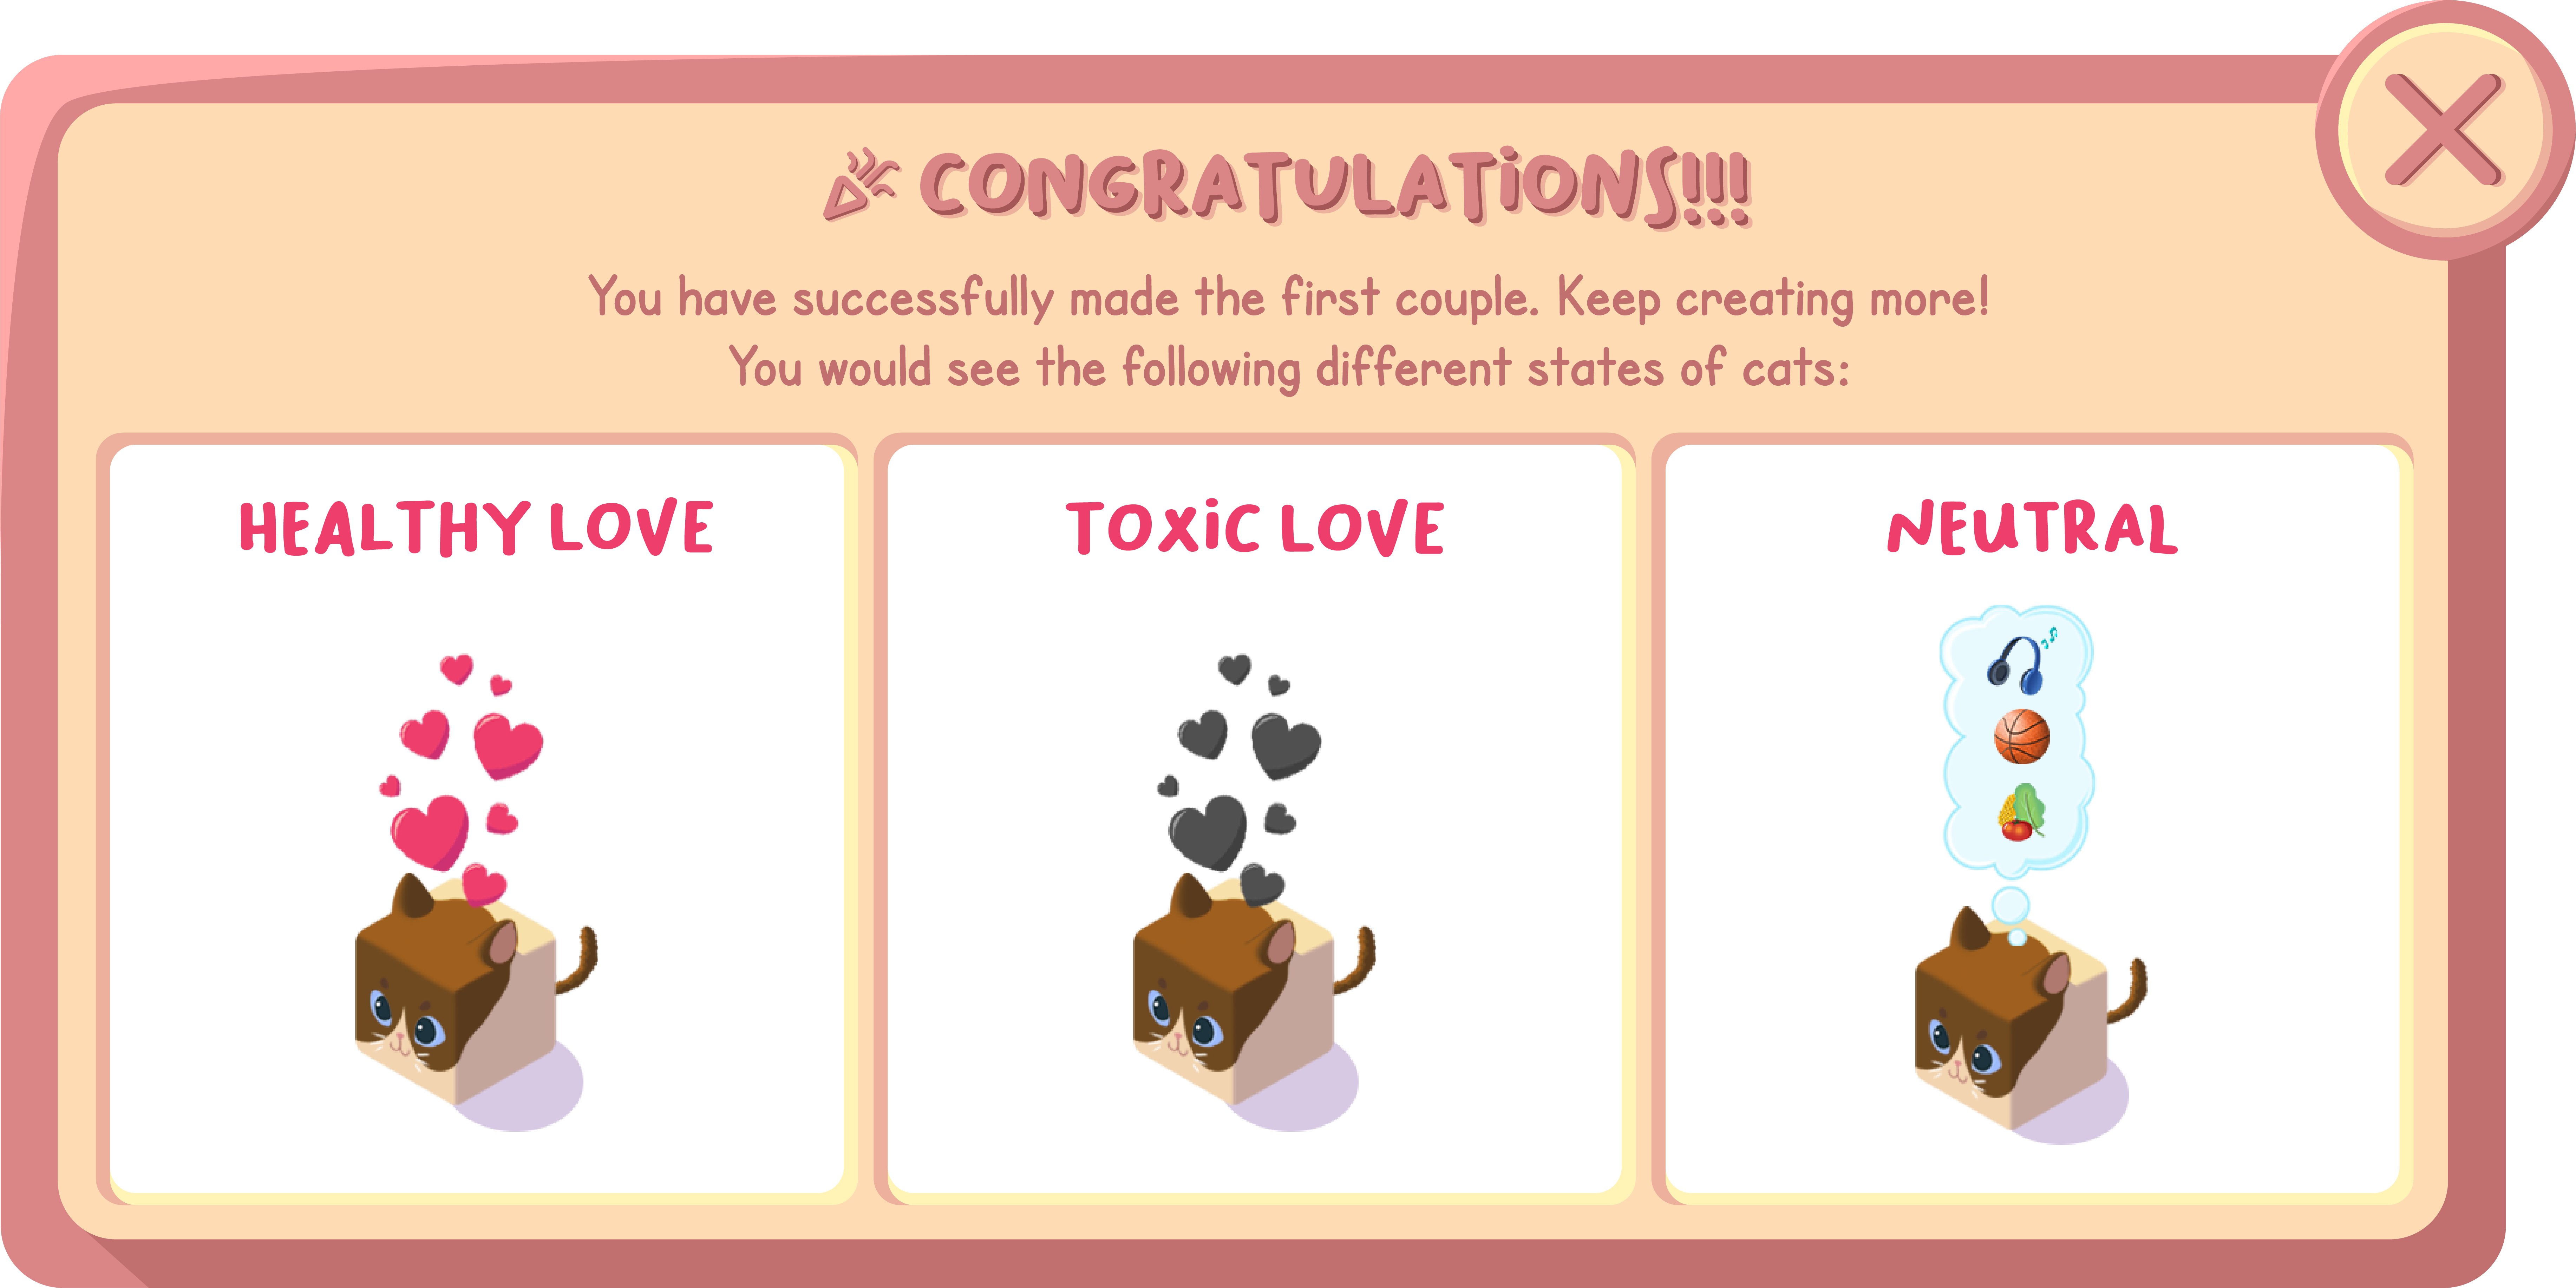 CONGRATULATIONS!!!
You have successfully made the first couple. Keep creating more!
You would see the following different states of cats:
HEALTHY LOVE
TOXIC LOVE
NEUTRAL